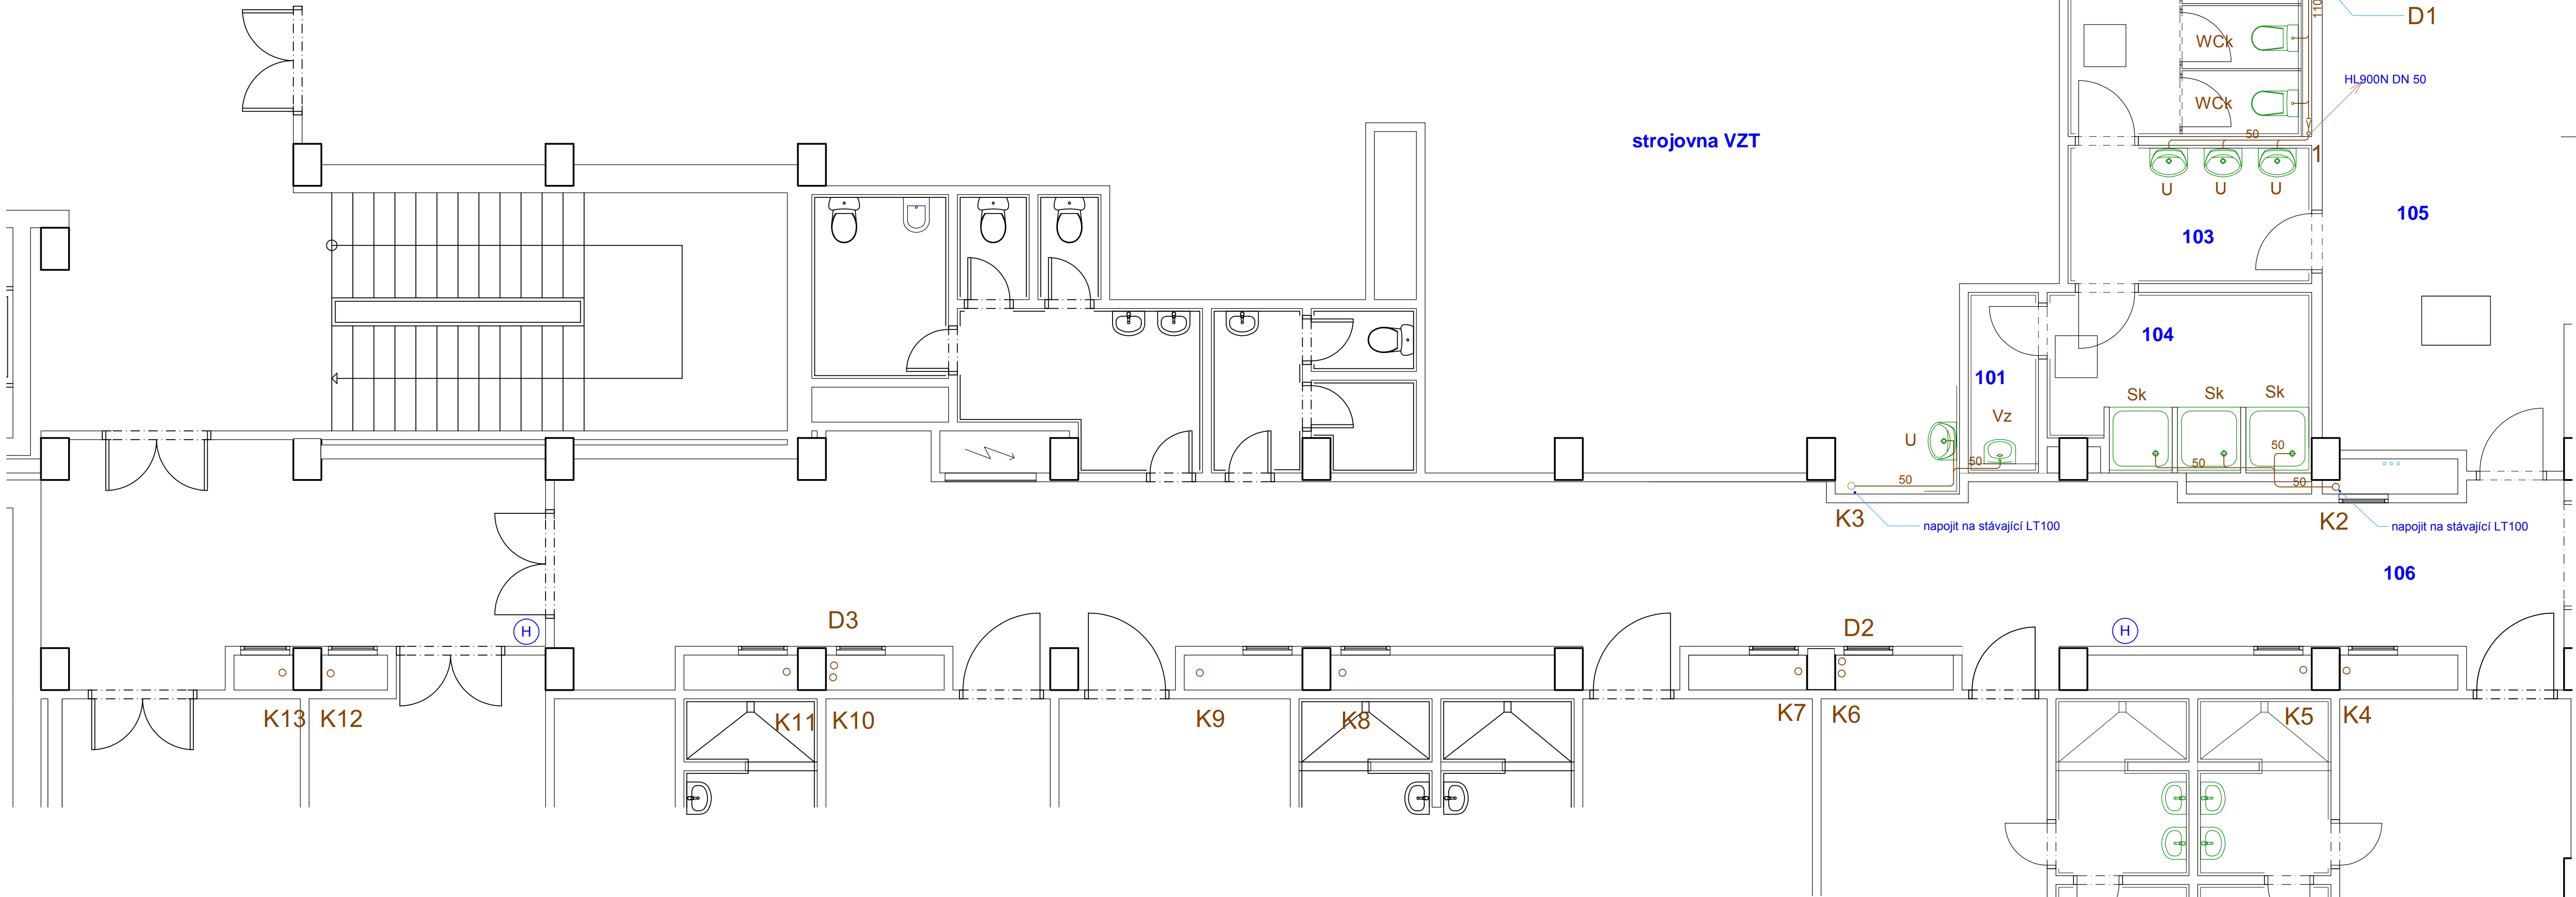 D1
110
WCk
HL900N DN 50
WCk
50
1
strojovna VZT
U
U
U
105
103
104
101
Sk
Sk
Sk
Vz
U
50
50
50
50
50
K3
napojit na stávající LT100
K2
napojit na stávající LT100
106
D3
H
D2
H
K13
K12
K11
K10
K9
K8
K7
K6
K5
K4